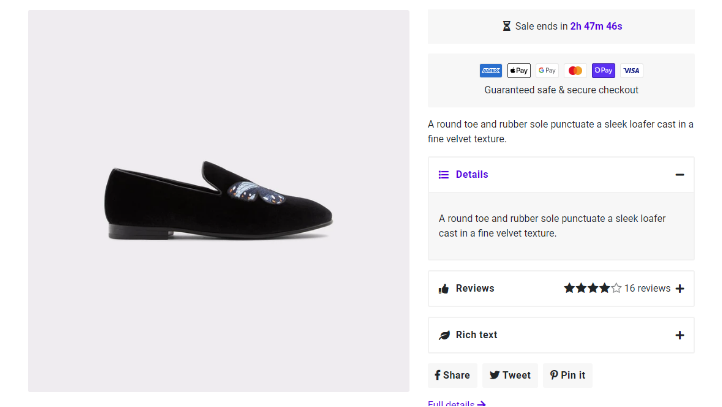 Sale ends in 2h 47m 46s
AMEX Pay G Pay OPay VISA
Guaranteed safe & secure checkout
A round toe and rubber sole punctuate a sleek loafer cast in a
fine velvet texture.
Details
A round toe and rubber sole punctuate a sleek loafer
cast in a fine velvet texture.
Reviews 16 reviews
Rich text
Share Tweet Pin it
Full details